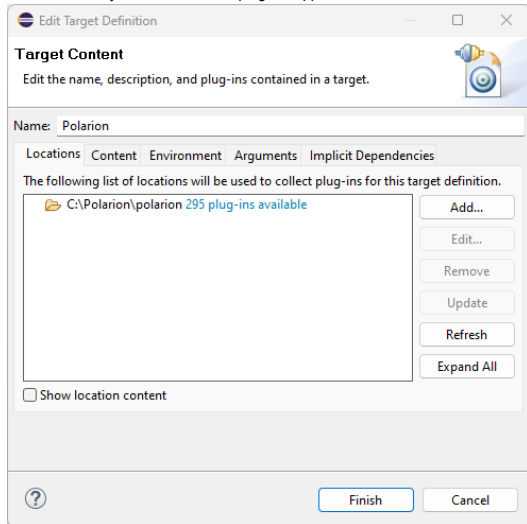 Edit Target Definition
Target Content
Edit the name, description, and plug-ins contained in a target.
Name: Polarion
Locations Content Environment Arguments Implicit Dependencies
The following list of locations will be used to collect plug-ins for this target definition.
C:\Polarion\polarion 295 plug-ins available
Add...
Edit...
Remove
Update
Refresh
Expand All
Show location content
?
Finish Cancel